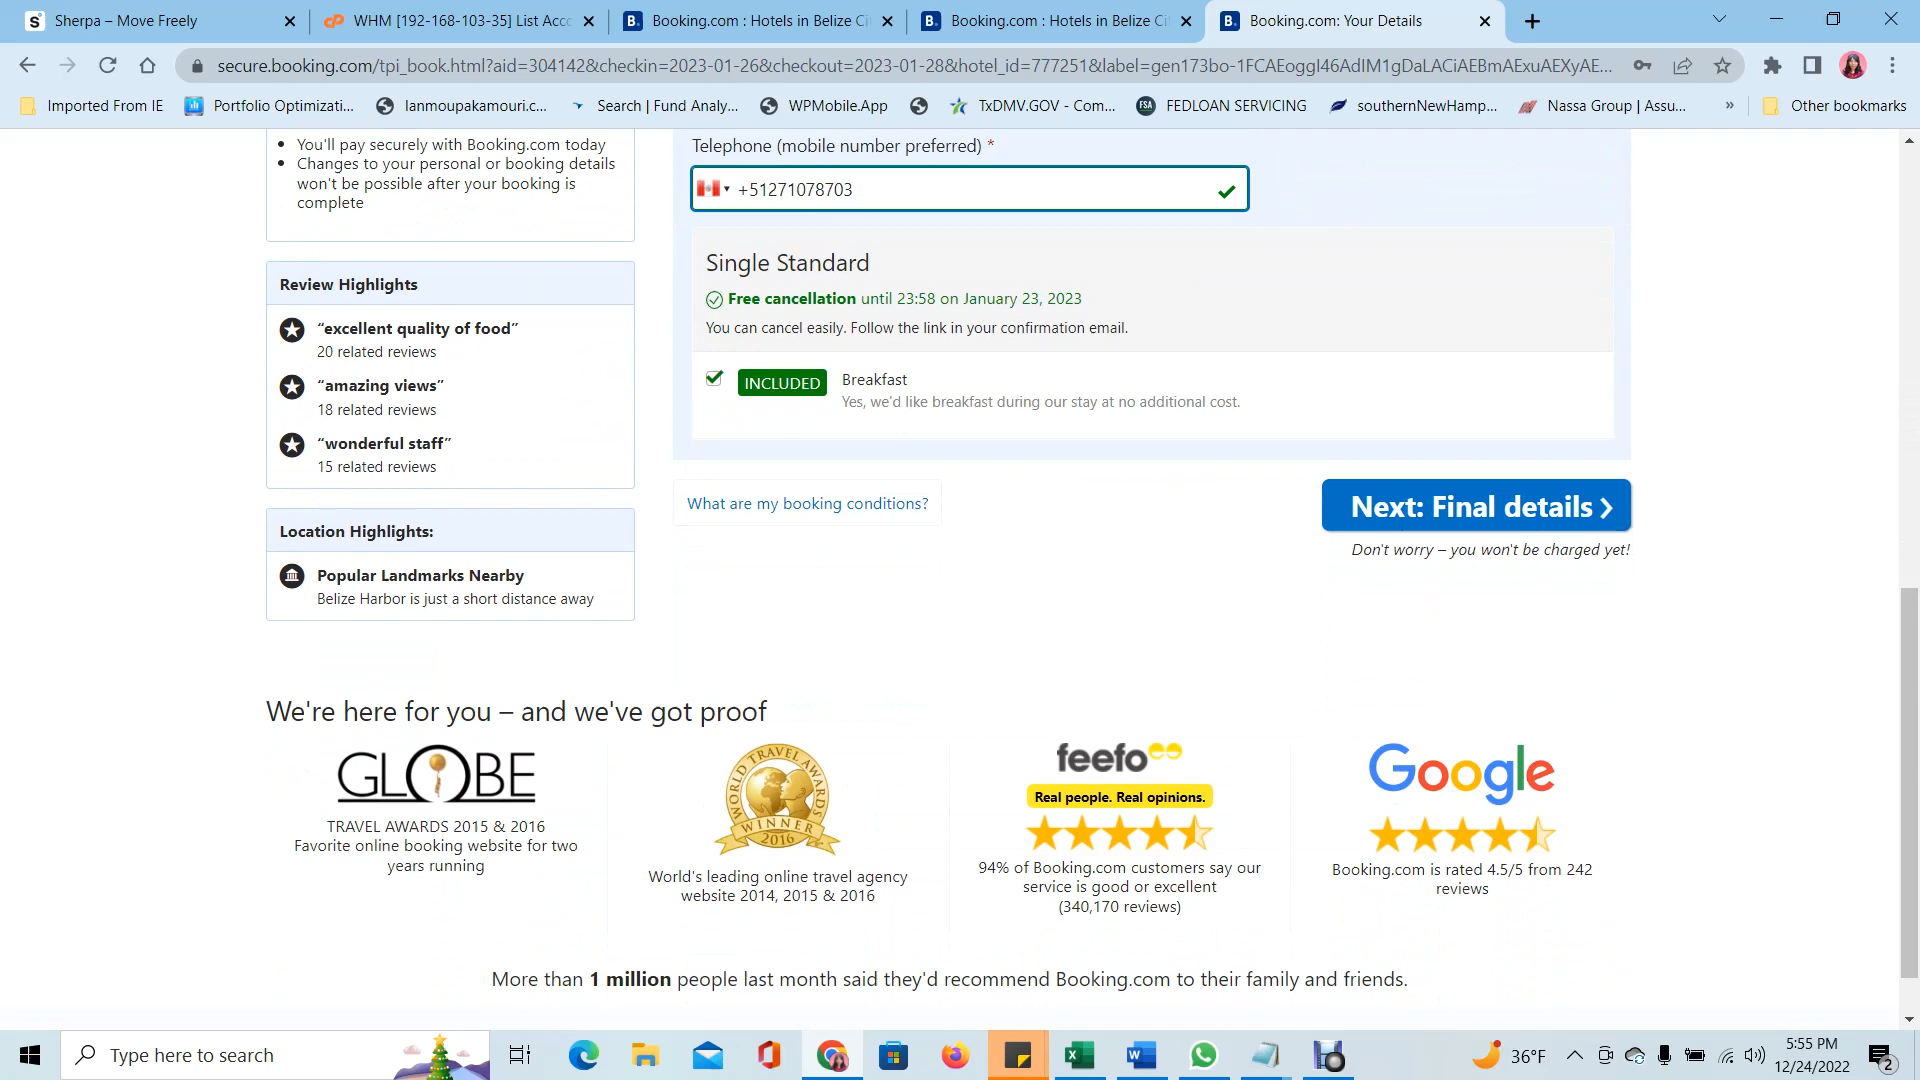 Sherpa – Move Freely
WHM [192-168-103-35] List Acc
Booking.com : Hotels in Belize Ci
Booking.com : Hotels in Belize Ci
Booking.com: Your Details
secure.booking.com/tpi_book.html?aid=304142&checkin=2023-01-26&checkout=2023-01-28&hotel_id=777251&label=gen173bo-1FCAEoggI46AdIM1gDaLACiAEBmAExuAEXyAE...
Imported From IE
Portfolio Optimizati...
lanmoupakamouri.c...
Search | Fund Analy...
WPMobile.App
TxDMV.GOV - Com...
FSA
FEDLOAN SERVICING
southernNewHamp...
Nassa Group | Assu...
»
Other bookmarks
You'll pay securely with Booking.com today
Changes to your personal or booking details
won't be possible after your booking is
complete
Review Highlights
“excellent quality of food”
20 related reviews
“amazing views”
18 related reviews
“wonderful staff”
15 related reviews
Location Highlights:
Popular Landmarks Nearby
Belize Harbor is just a short distance away
Telephone (mobile number preferred) *
+51271078703
Single Standard
Free cancellation until 23:58 on January 23, 2023
You can cancel easily. Follow the link in your confirmation email.
INCLUDED
Breakfast
Yes, we'd like breakfast during our stay at no additional cost.
What are my booking conditions?
Next: Final details
Don't worry – you won't be charged yet!
We're here for you – and we've got proof
GLOBE
TRAVEL AWARDS 2015 & 2016
Favorite online booking website for two
years running
WORLD TRAVEL AWARDS
WINNER
2016
World's leading online travel agency
website 2014, 2015 & 2016
feefo
Real people. Real opinions.
94% of Booking.com customers say our
service is good or excellent
(340,170 reviews)
Google
Booking.com is rated 4.5/5 from 242
reviews
More than 1 million people last month said they'd recommend Booking.com to their family and friends.
Type here to search
36°F
5:55 PM
12/24/2022
2